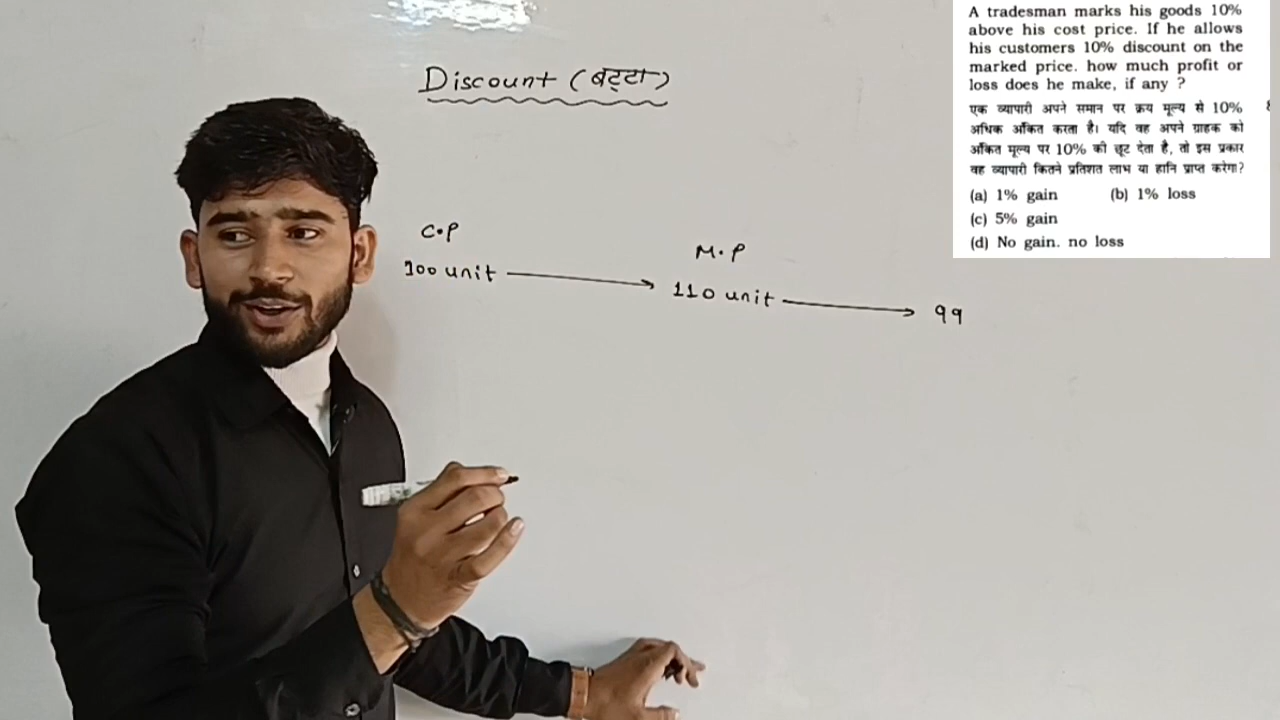 Discount (बट्टा)
C.P
100 unit
M.P
110 unit
99
A tradesman marks his goods 10%
above his cost price. If he allows
his customers 10% discount on the
marked price. how much profit or
loss does he make, if any ?
एक व्यापारी अपने समान पर क्रय मूल्य से 10%
अधिक अंकित करता है। यदि वह अपने ग्राहक को
अंकित मूल्य पर 10% की छूट देता है, तो इस प्रकार
वह व्यापारी कितने प्रतिशत लाभ या हानि प्राप्त करेगा?
(a) 1% gain (b) 1% loss
(c) 5% gain
(d) No gain. no loss